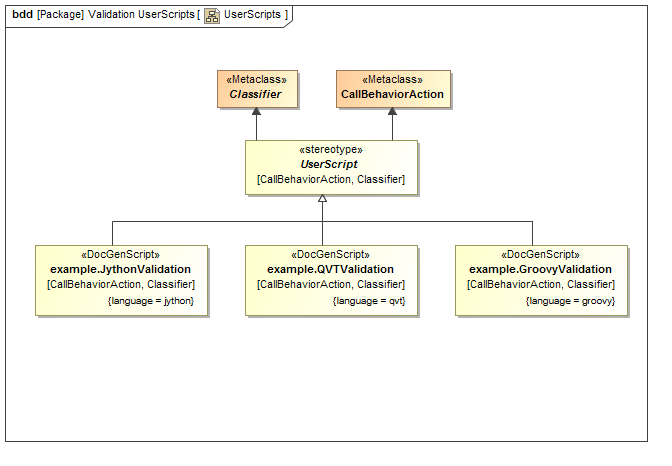 bdd [Package] Validation UserScripts [ UserScripts ]
«Metaclass»
Classifier
«Metaclass»
CallBehaviorAction
«stereotype»
UserScript
[CallBehaviorAction, Classifier]
«DocGenScript»
example.JythonValidation
[CallBehaviorAction, Classifier]
{language = jython}
«DocGenScript»
example.QVTValidation
[CallBehaviorAction, Classifier]
{language = qvt}
«DocGenScript»
example.GroovyValidation
[CallBehaviorAction, Classifier]
{language = groovy}